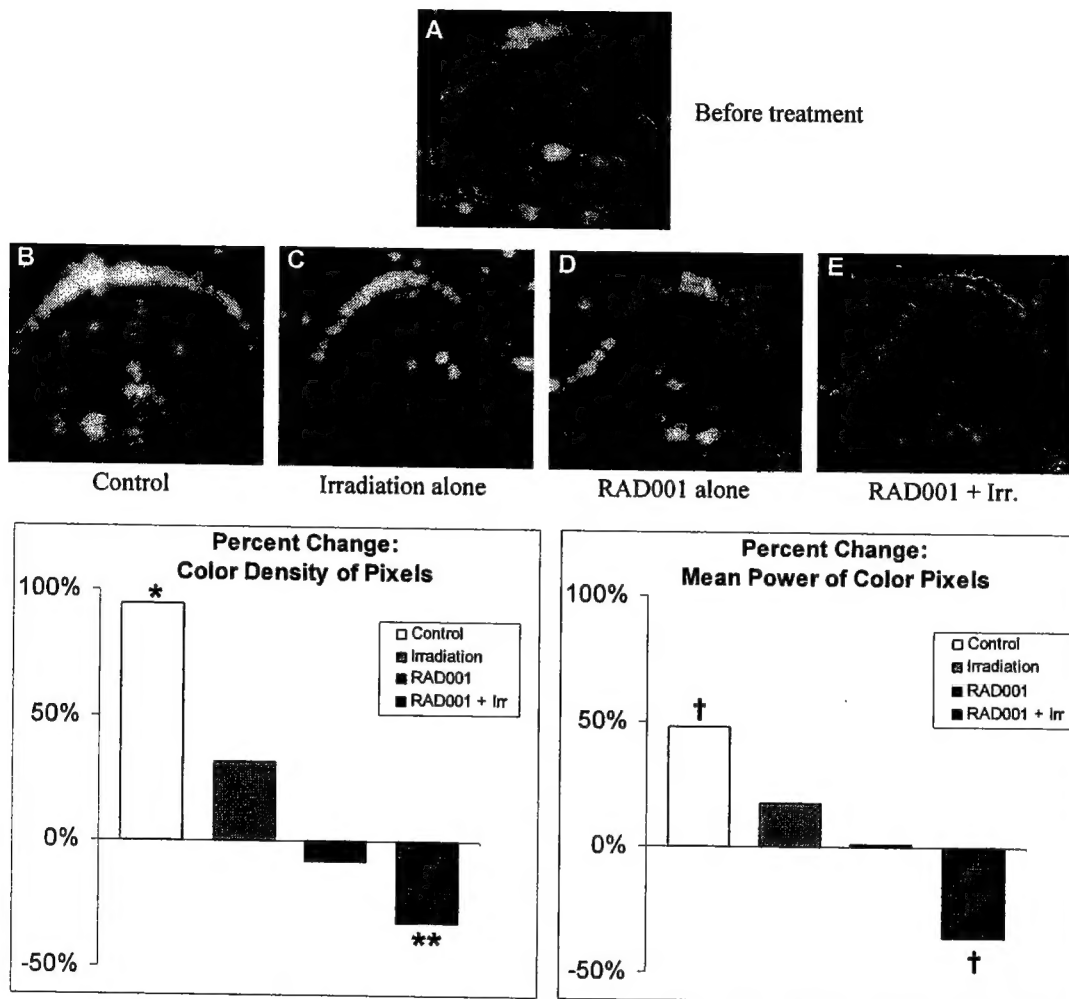 A
Before treatment
B
C
D
E
Control
Irradiation alone
RAD001 alone
RAD001 + Irr.
Percent Change:
Color Density of Pixels
100%
50%
0%
-50%
*
**
Control
Irradiation
RAD001
RAD001 + Irr
Percent Change:
Mean Power of Color Pixels
100%
50%
0%
-50%
†
†
Control
Irradiation
RAD001
RAD001 + Irr